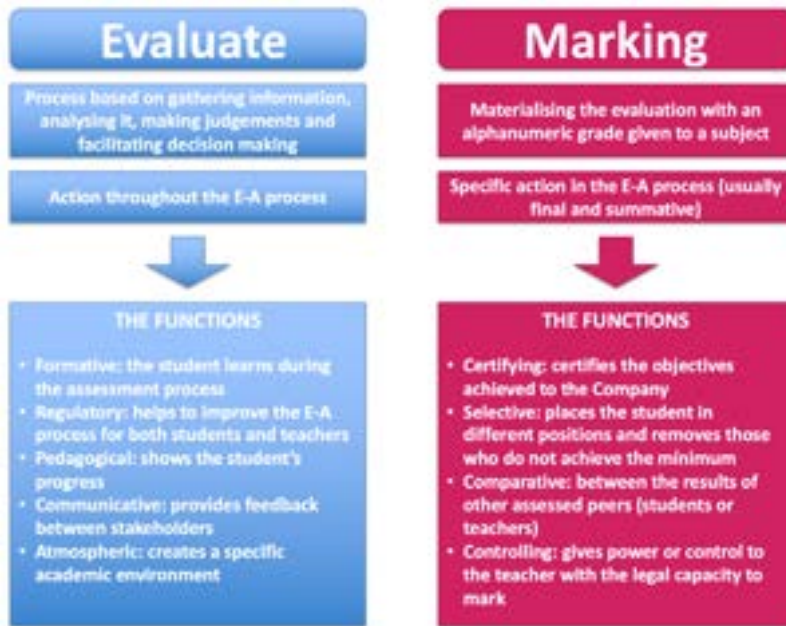 Evaluate
Process based on gathering information,
analysing it, making judgements and
facilitating decision making
Action throughout the E-A process
THE FUNCTIONS
• Formative: the student learns during
the assessment process
• Regulatory: helps to improve the E-A
process for both students and teachers
• Pedagogical: shows the student's
progress
• Communicative: provides feedback
between stakeholders
• Atmospheric: creates a specific
academic environment
Marking
Materialising the evaluation with an
alphanumeric grade given to a subject
Specific action in the E-A process (usually
final and summative)
THE FUNCTIONS
• Certifying: certifies the objectives
achieved to the Company
• Selective: places the student in
different positions and removes those
who do not achieve the minimum
• Comparative: between the results of
other assessed peers (students or
teachers)
• Controlling: gives power or control to
the teacher with the legal capacity to
mark